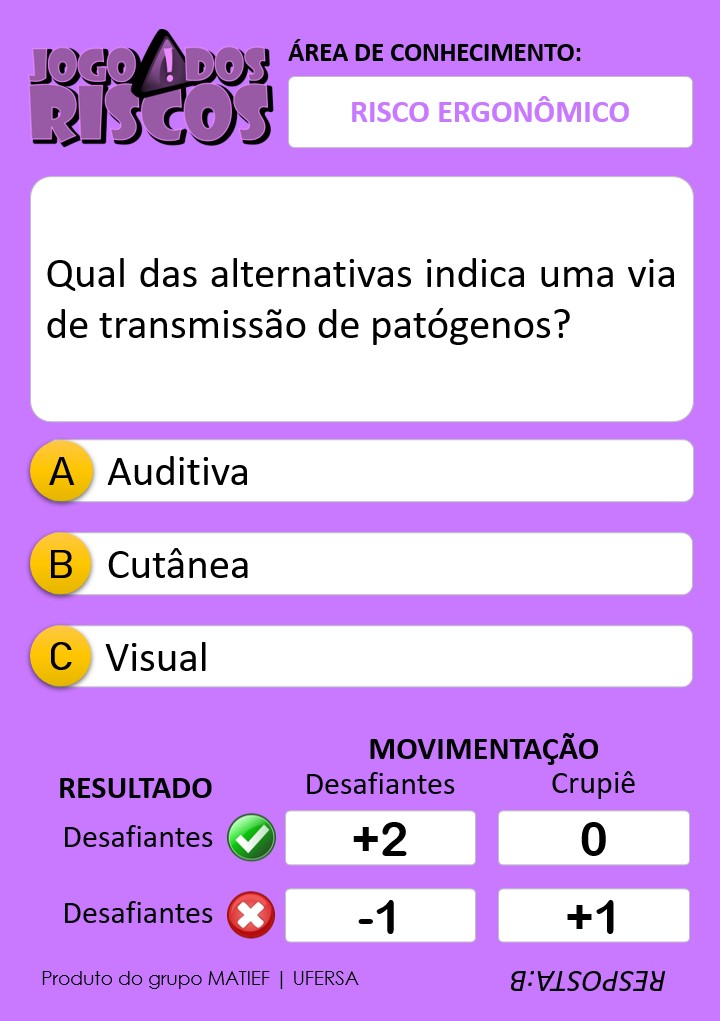 JOGO DOS
RISCOS
ÁREA DE CONHECIMENTO:
RISCO ERGONÔMICO
Qual das alternativas indica uma via
de transmissão de patógenos?
A Auditiva
B Cutânea
C Visual
MOVIMENTAÇÃO
RESULTADO Desafiantes Crupiê
Desafiantes +2 0
Desafiantes -1 +1
Produto do grupo MATIEF | UFERSA
RESPOSTA:B